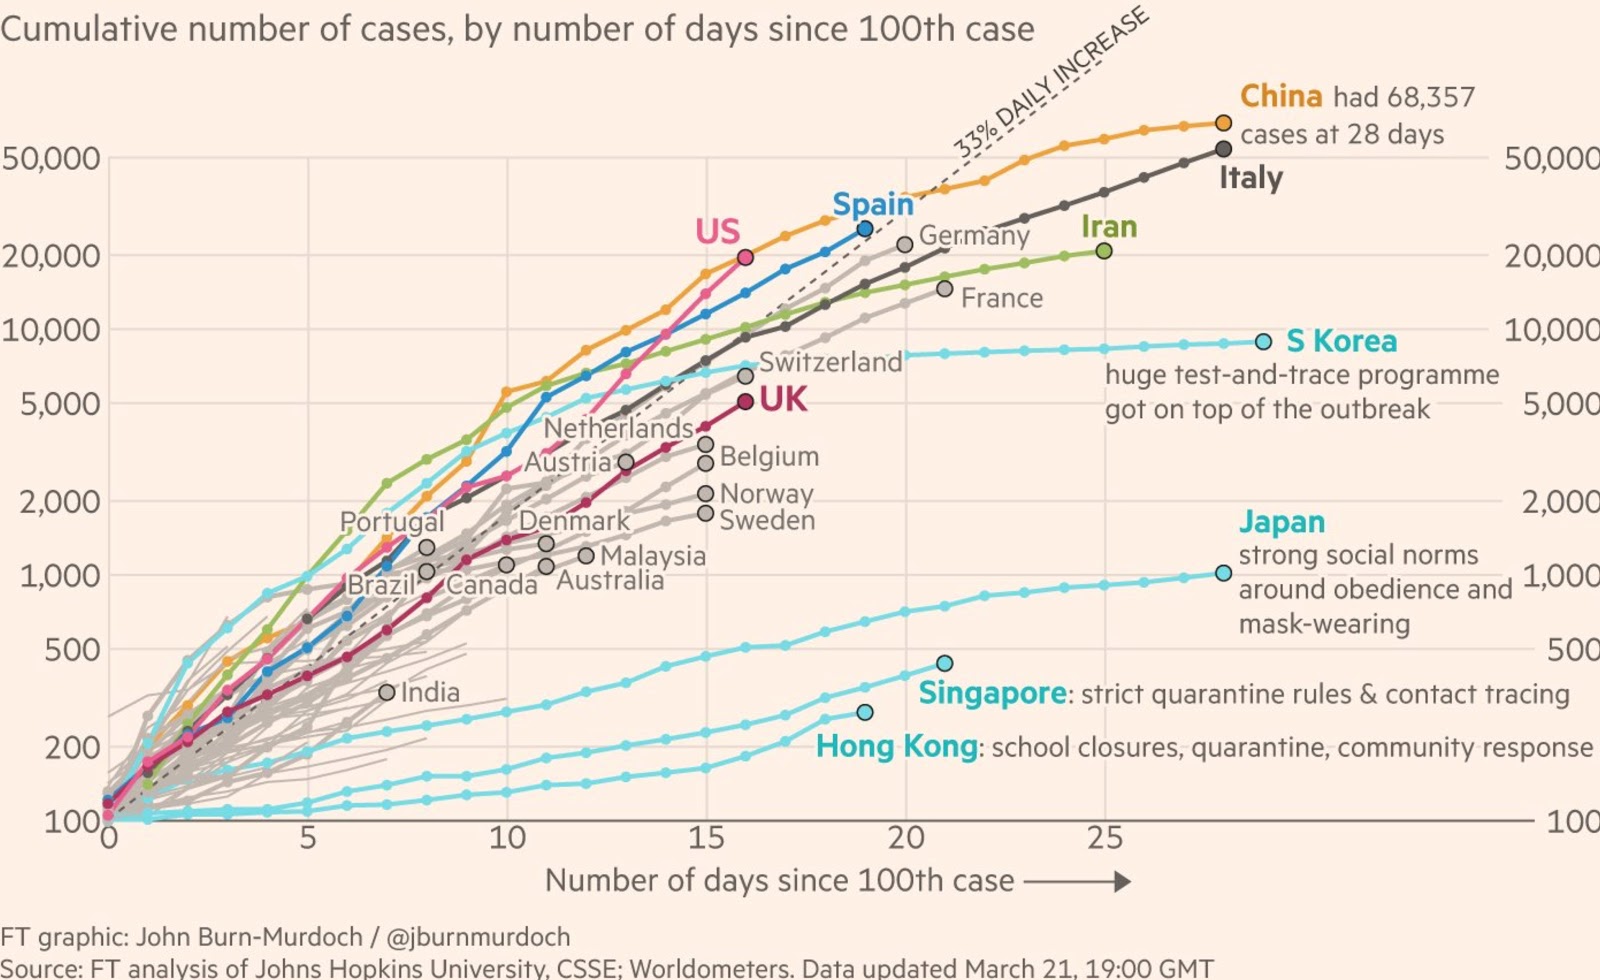 Cumulative number of cases, by number of days since 100th case
33% DAILY INCREASE
China had 68,357
cases at 28 days
50,000
50,000
Italy
Spain
US
Germany
Iran
20,000
20,000
France
10,000
10,000
S Korea
Switzerland
huge test-and-trace programme
UK
5,000
got on top of the outbreak
5,000
Netherlands
Austria
Belgium
2,000
Norway
2,000
Portugal
Denmark
Sweden
Japan
strong social norms
Malaysia
1,000
Brazil
Canada
Australia
around obedience and
1,000
mask-wearing
500
500
India
Singapore: strict quarantine rules & contact tracing
200
Hong Kong: school closures, quarantine, community response
100
100
0 5 10 15 20 25
Number of days since 100th case
FT graphic: John Burn-Murdoch / @jburnmurdoch
Source: FT analysis of Johns Hopkins University, CSSE; Worldometers. Data updated March 21, 19:00 GMT